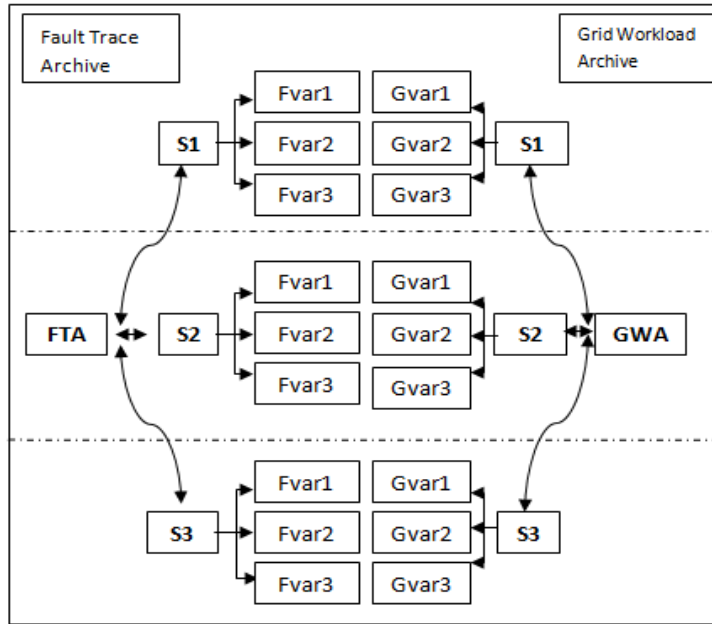 Fault Trace
Archive
Grid Workload
Archive
Fvar1
Gvar1
S1
Fvar2
Gvar2
S1
Fvar3
Gvar3
Fvar1
Gvar1
FTA
S2
Fvar2
Gvar2
S2
GWA
Fvar3
Gvar3
Fvar1
Gvar1
S3
Fvar2
Gvar2
S3
Fvar3
Gvar3